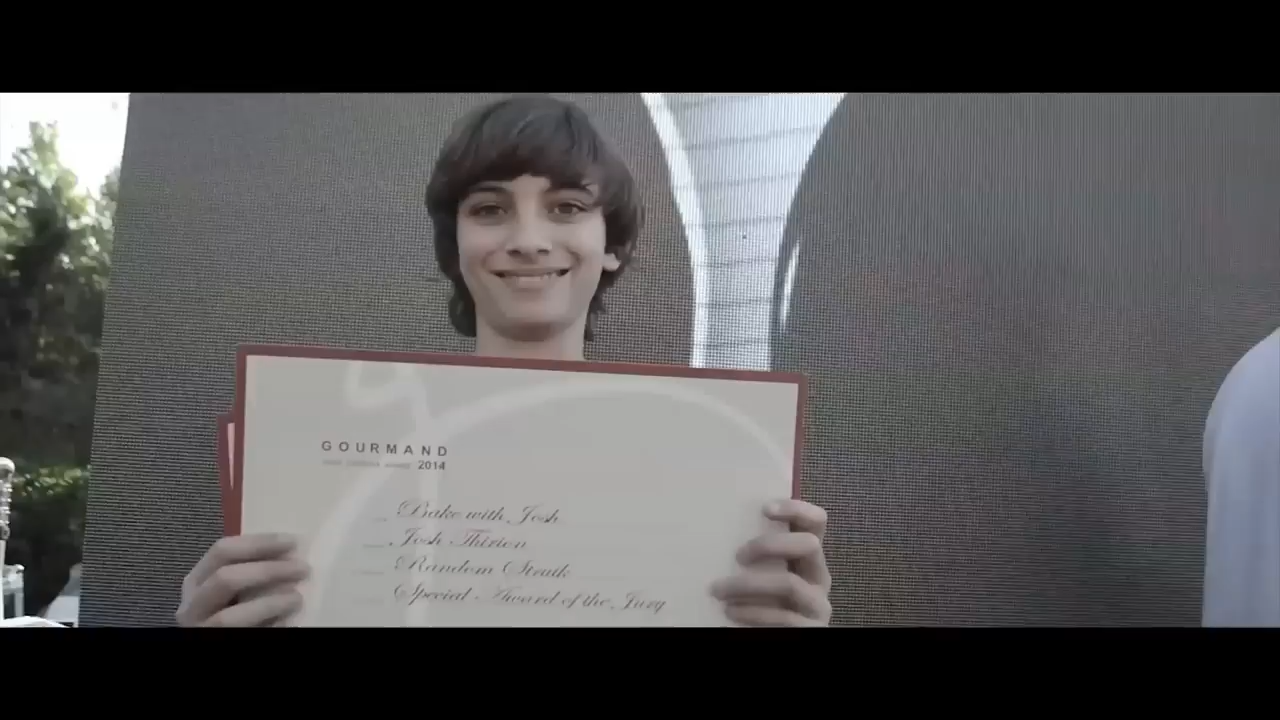 GOURMAND
2014
Bake with Josh
Josh Thirion
Random Struik
Special Award of the Jury